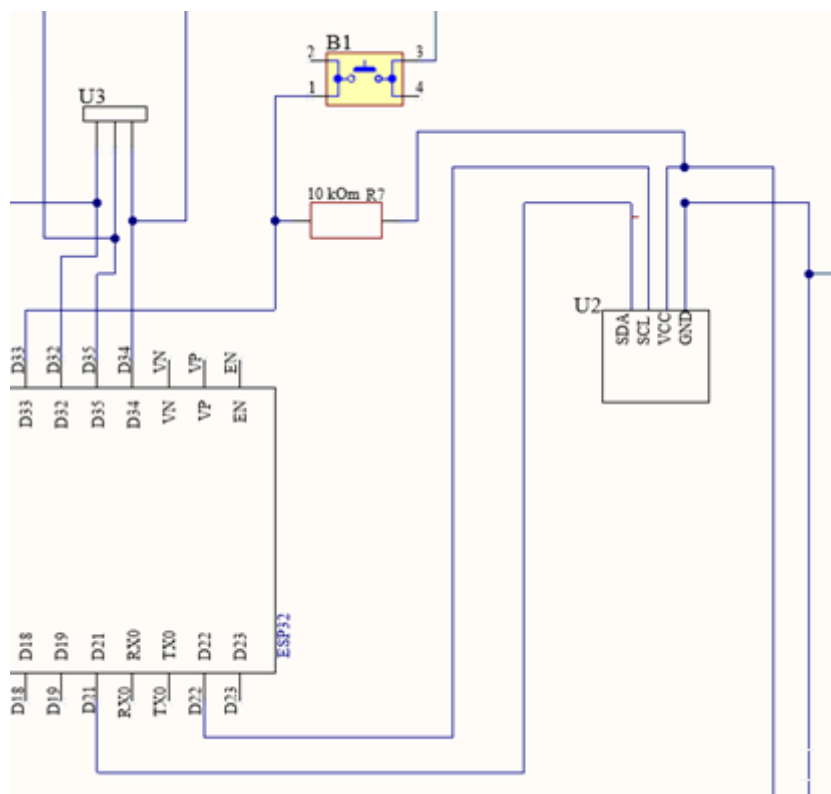 B1
2
3
1
4
U3
10 kOm R7
U2
SDA
SCL
VCC
GND
D33
D32
D35
D34
VN
VP
EN
D33
D32
D35
D34
VN
VP
EN
ESP32
D18
D19
D21
RX0
TX0
D22
D23
D18
D19
D21
RX0
TX0
D22
D23